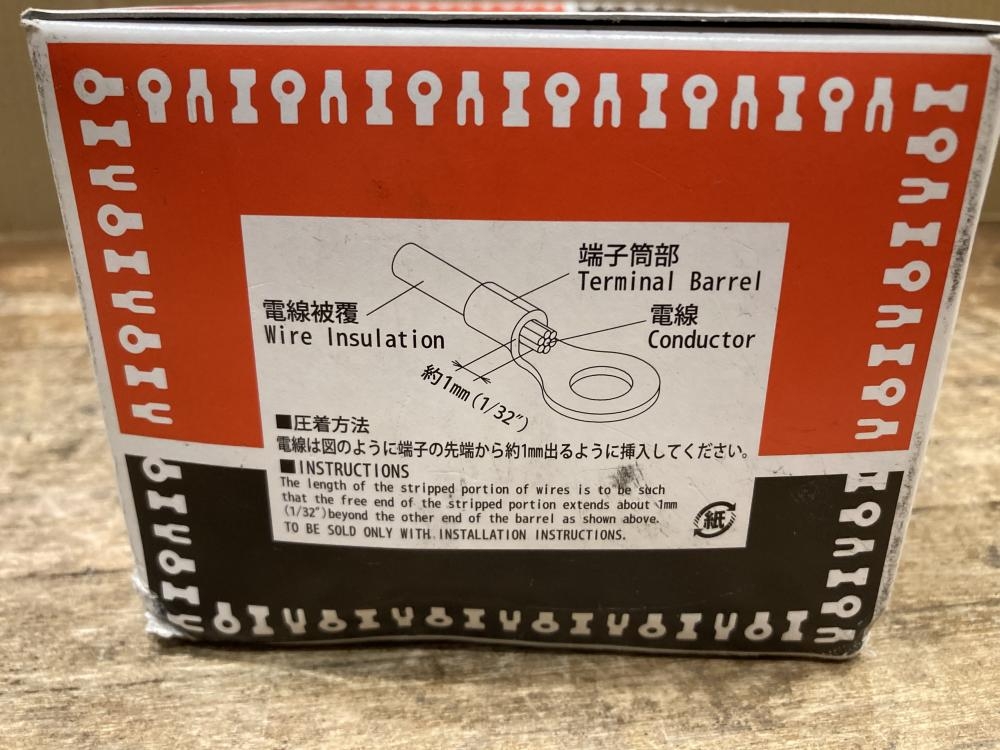 端子筒部
Terminal Barrel
電線被覆
Wire Insulation
電線
Conductor
約1mm(1/32")
■圧着方法
電線は図のように端子の先端から約1mm出るように挿入してください。
■INSTRUCTIONS
The length of the stripped portion of wires is to be such
that the free end of the stripped portion extends about 1mm
(1/32")beyond the other end of the barrel as shown above.
TO BE SOLD ONLY WITH INSTALLATION INSTRUCTIONS.
紙